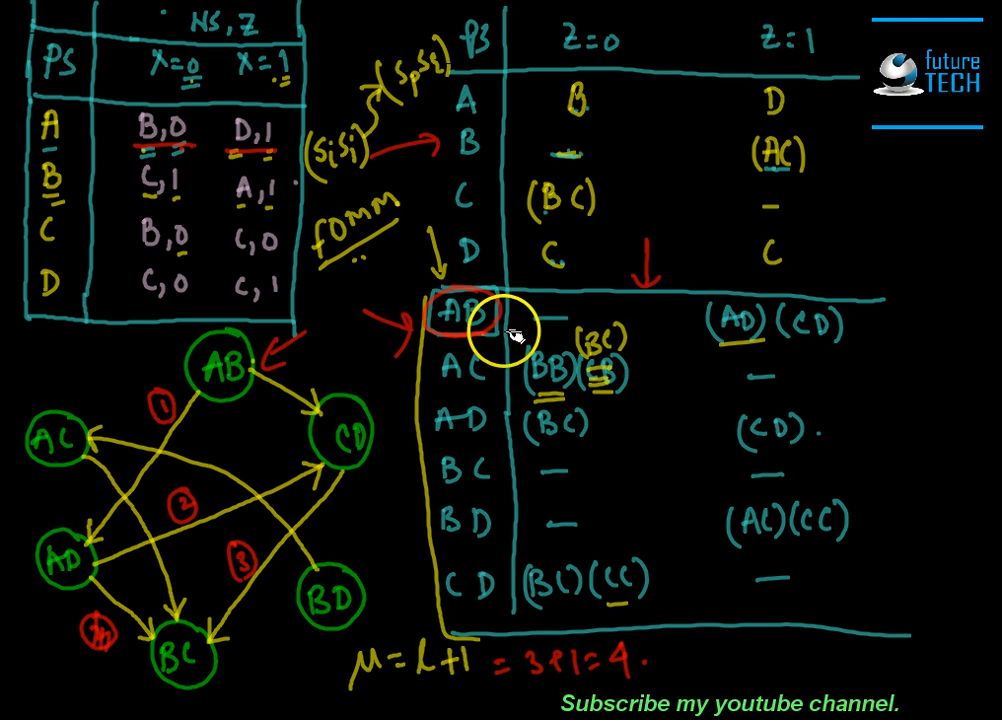 NS, Z
PS X=0 X=1
A B,0 D,1
B C,1 A,1
C B,0 C,0
D C,0 C,1
(SiSj) (SpSq)
fomm
PS Z=0 Z=1
A B D
B — (AC)
C (BC) —
D C C
AB — (AD)(CD)
(BC)
AC (BB)(CB) —
AD (BC) (CD).
BC — —
BD — (AC)(CC)
CD (BC)(CC) —
AB
1
AC
CD
2
AD
3
BD
BC
μ = l+1 = 3+1 = 4.
future
TECH
Subscribe my youtube channel.